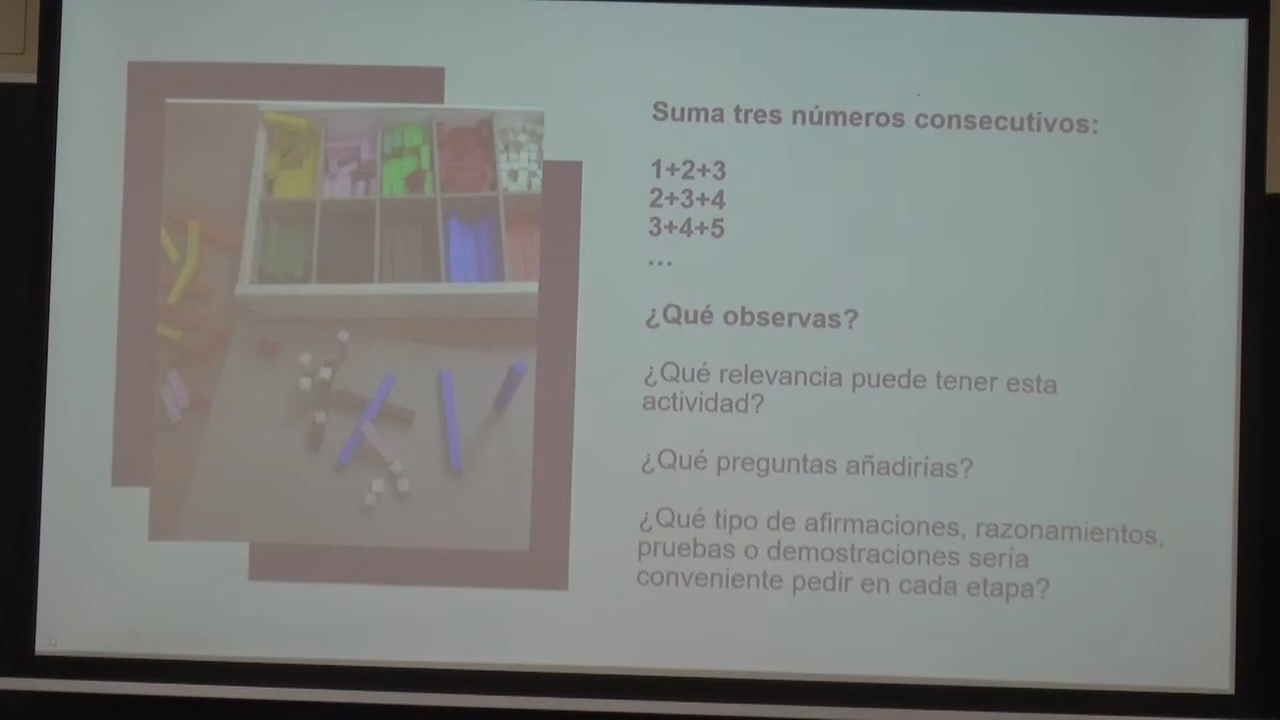 Suma tres números consecutivos:
1+2+3
2+3+4
3+4+5
...
¿Qué observas?
¿Qué relevancia puede tener esta
actividad?
¿Qué preguntas añadirías?
¿Qué tipo de afirmaciones, razonamientos,
pruebas o demostraciones sería
conveniente pedir en cada etapa?